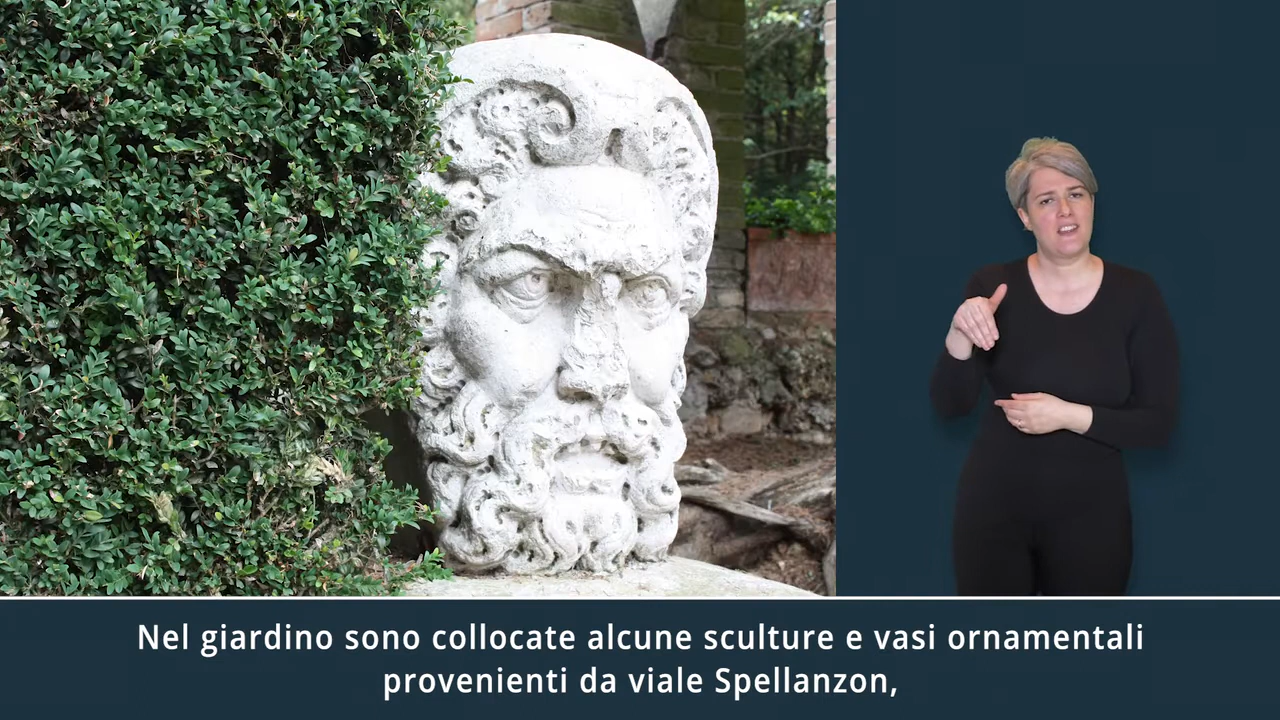 Nel giardino sono collocate alcune sculture e vasi ornamentali
provenienti da viale Spellanzon,